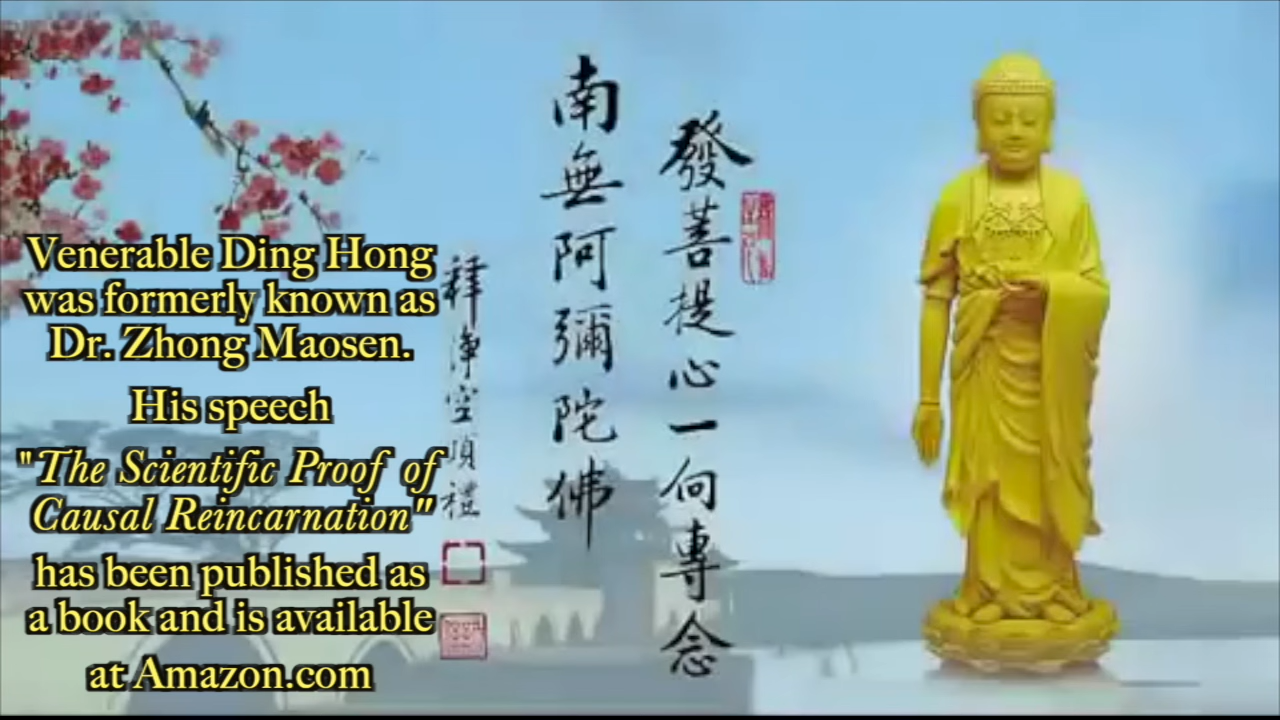 Venerable Ding Hong
was formerly known as
Dr. Zhong Maosen.
His speech
"The Scientific Proof of
Causal Reincarnation"
has been published as
a book and is available
at Amazon.com
發菩提心一向專念
南無阿彌陀佛
釋淨空頂禮